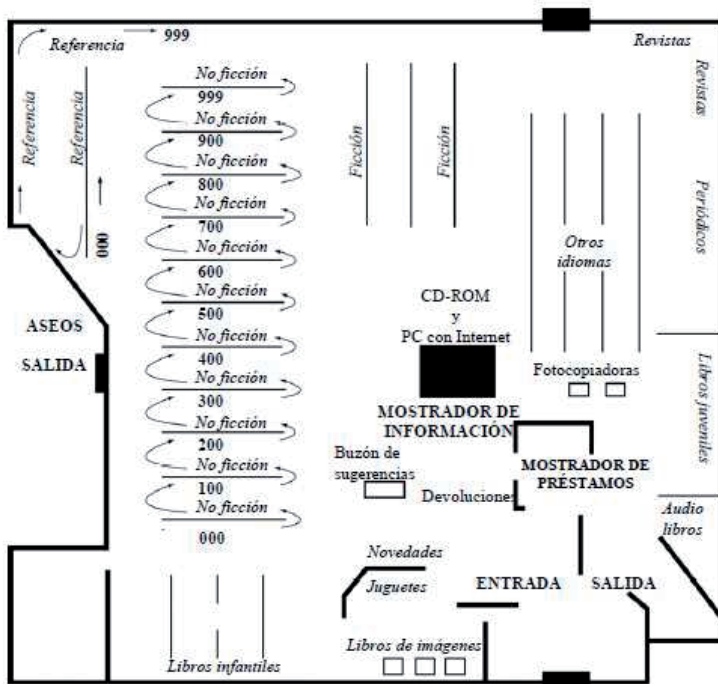 Referencia
999
Revistas
Referencia
Referencia
000
No ficción
999
No ficción
900
No ficción
800
No ficción
700
No ficción
600
No ficción
500
No ficción
400
No ficción
300
No ficción
200
No ficción
100
No ficción
000
Ficción
Ficción
Otros
idiomas
Revistas
Periódicos
Libros juveniles
Audio
libros
ASEOS
SALIDA
CD-ROM
y
PC con Internet
MOSTRADOR DE
INFORMACIÓN
Fotocopiadoras
Buzón de
sugerencias
Devoluciones
MOSTRADOR DE
PRÉSTAMOS
Novedades
Juguetes
ENTRADA
SALIDA
Libros infantiles
Libros de imágenes